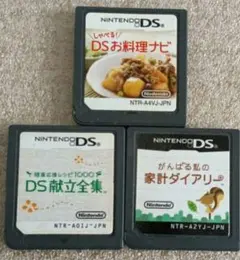 NINTENDO DS
しゃべる!
DSお料理ナビ
Nintendo
NTR-A4VJ-JPN
NINTENDO DS
健康応援レシピ1000
DS献立全集
Nintendo
NTR-ADIJ-JPN
NINTENDO DS
がんばる私の
家計ダイアリー
Nintendo
NTR-AZYJ-JPN